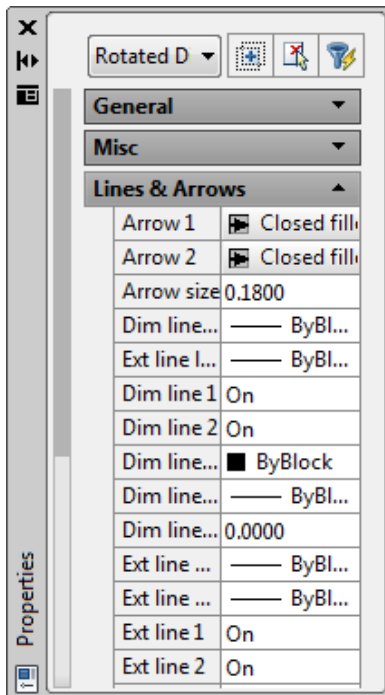 Rotated D
General
Misc
Lines & Arrows
Arrow 1 Closed fill
Arrow 2 Closed fill
Arrow size 0.1800
Dim line... ByBl...
Ext line l... ByBl...
Dim line 1 On
Dim line 2 On
Dim line... ByBlock
Dim line... ByBl...
Dim line... 0.0000
Ext line ... ByBl...
Ext line ... ByBl...
Ext line 1 On
Ext line 2 On
Properties